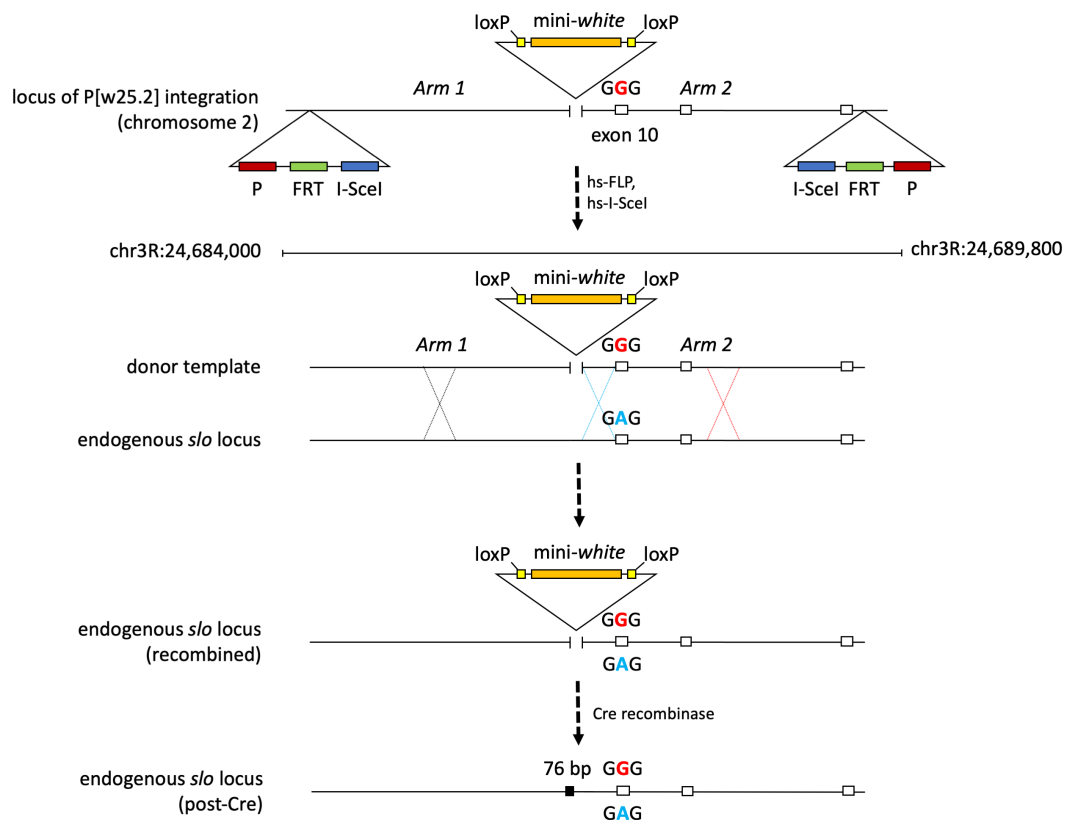 loxP mini-white loxP
GGG
locus of P[w25.2] integration
(chromosome 2)
Arm 1
Arm 2
exon 10
P FRT I-SceI
I-SceI FRT P
hs-FLP,
hs-I-SceI
chr3R:24,684,000
chr3R:24,689,800
loxP mini-white loxP
GGG
Arm 1
Arm 2
donor template
GAG
endogenous slo locus
loxP mini-white loxP
GGG
endogenous slo locus
(recombined)
GAG
Cre recombinase
76 bp GGG
endogenous slo locus
(post-Cre)
GAG